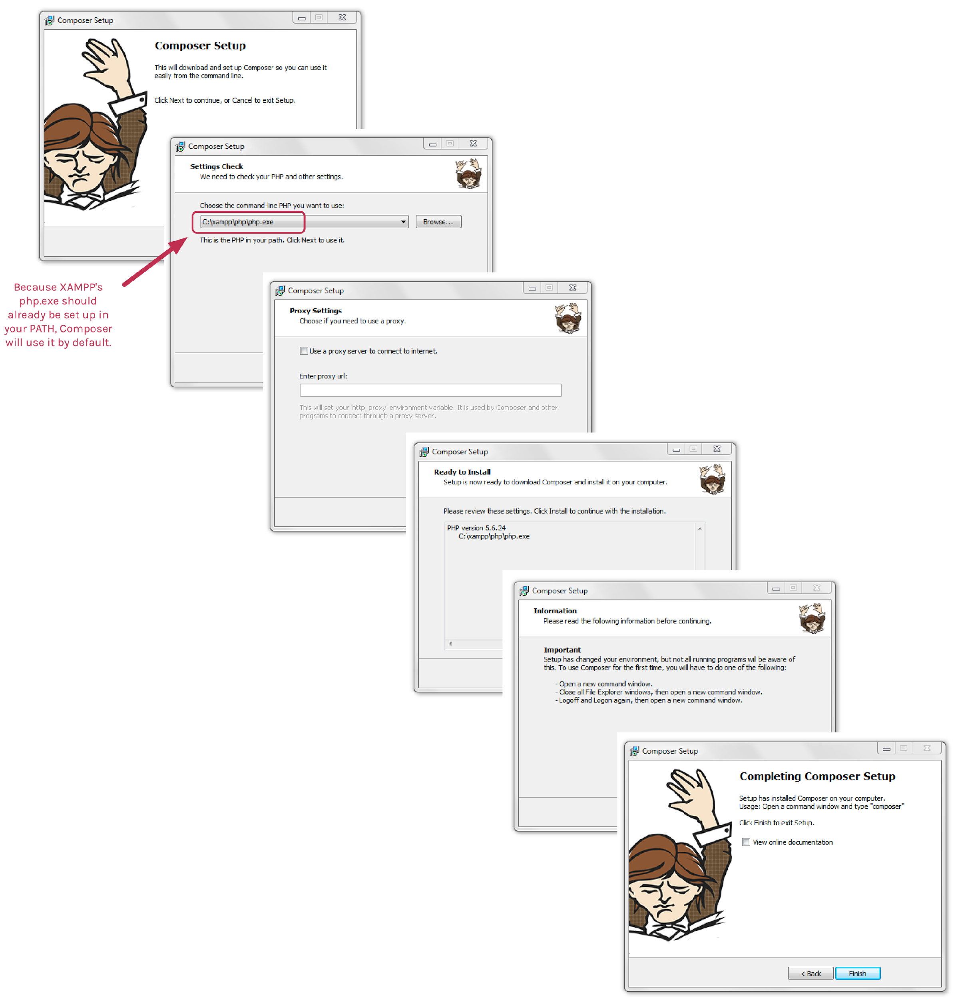 Composer Setup
Composer Setup
This will download and set up Composer so you can use it
easily from the command line.
Click Next to continue, or Cancel to exit Setup.
Composer Setup
Settings Check
We need to check your PHP and other settings.
Choose the command-line PHP you want to use:
C:\xampp\php\php.exe
Browse...
This is the PHP in your path. Click Next to use it.
Because XAMPP's
php.exe should
already be set up in
your PATH, Composer
will use it by default.
Composer Setup
Proxy Settings
Choose if you need to use a proxy.
Use a proxy server to connect to internet.
Enter proxy url:
This will set your 'http_proxy' environment variable. It is used by Composer and other
programs to connect through a proxy server.
Composer Setup
Ready to Install
Setup is now ready to download Composer and install it on your computer.
Please review these settings. Click Install to continue with the installation.
PHP version 5.6.24
C:\xampp\php\php.exe
Composer Setup
Information
Please read the following information before continuing.
Important
Setup has changed your environment, but not all running programs will be aware of
this. To use Composer for the first time, you will have to do one of the following:
- Open a new command window.
- Close all File Explorer windows, then open a new command window.
- Logoff and Logon again, then open a new command window.
Composer Setup
Completing Composer Setup
Setup has installed Composer on your computer.
Usage: Open a command window and type "composer"
Click Finish to exit Setup.
View online documentation
< Back
Finish